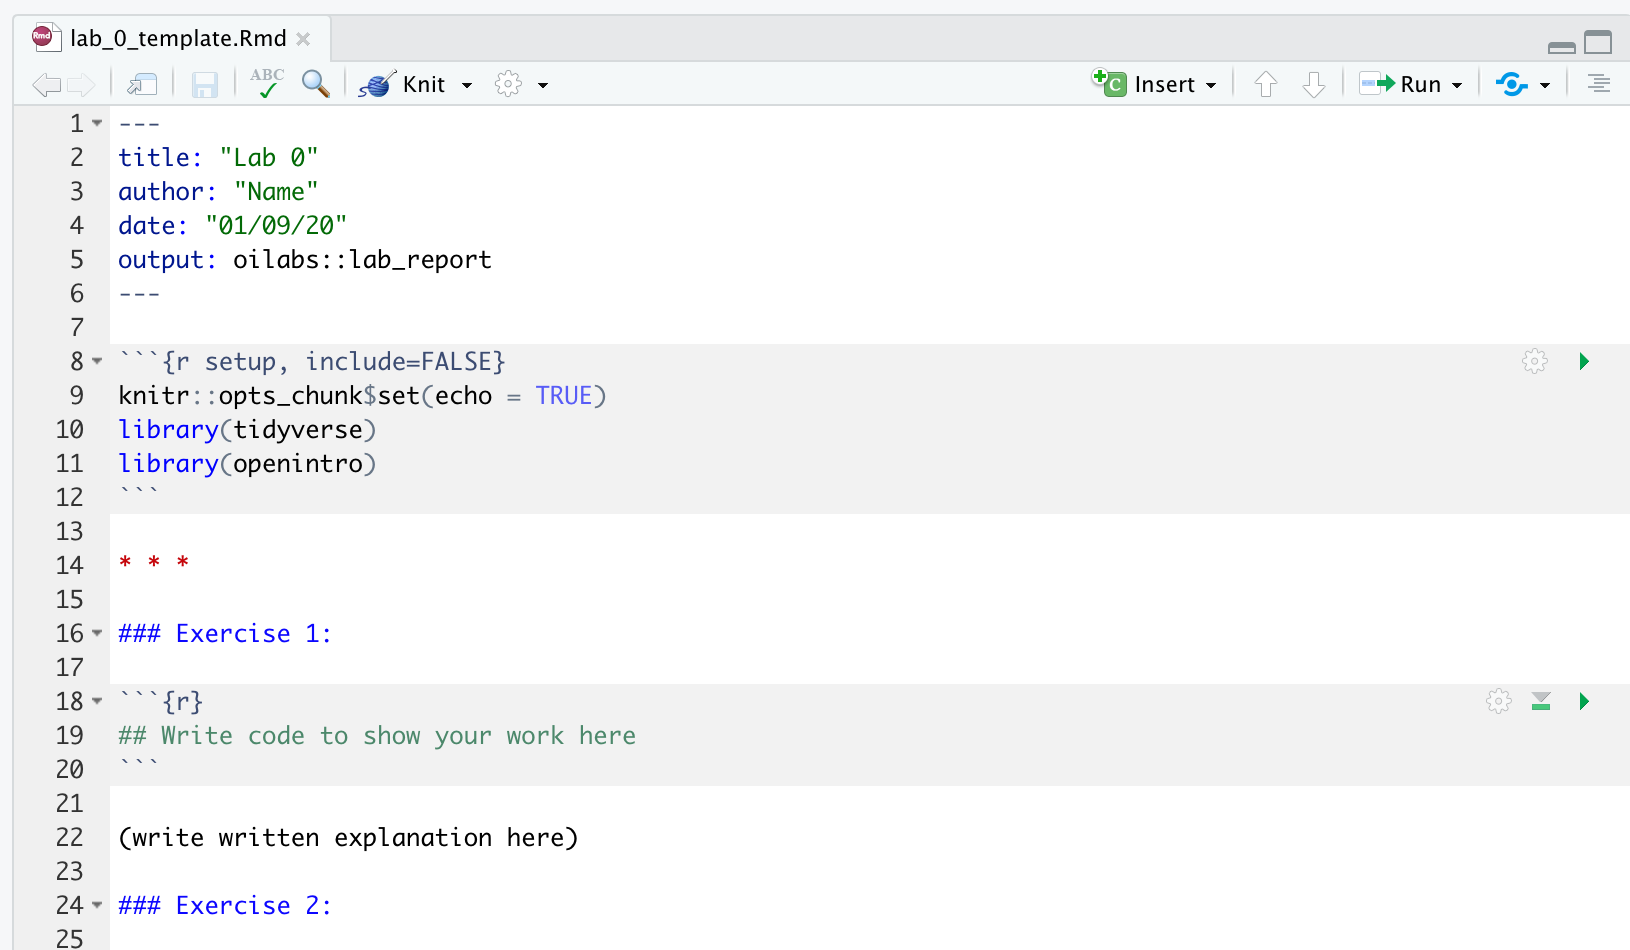 Rmd lab_0_template.Rmd
ABC Knit C Insert Run
1 ---
2 title: "Lab 0"
3 author: "Name"
4 date: "01/09/20"
5 output: oilabs::lab_report
6 ---
7
8 ```{r setup, include=FALSE}
9 knitr::opts_chunk$set(echo = TRUE)
10 library(tidyverse)
11 library(openintro)
12 ```
13
14 * * *
15
16 ### Exercise 1:
17
18 ```{r}
19 ## Write code to show your work here
20 ```
21
22 (write written explanation here)
23
24 ### Exercise 2:
25